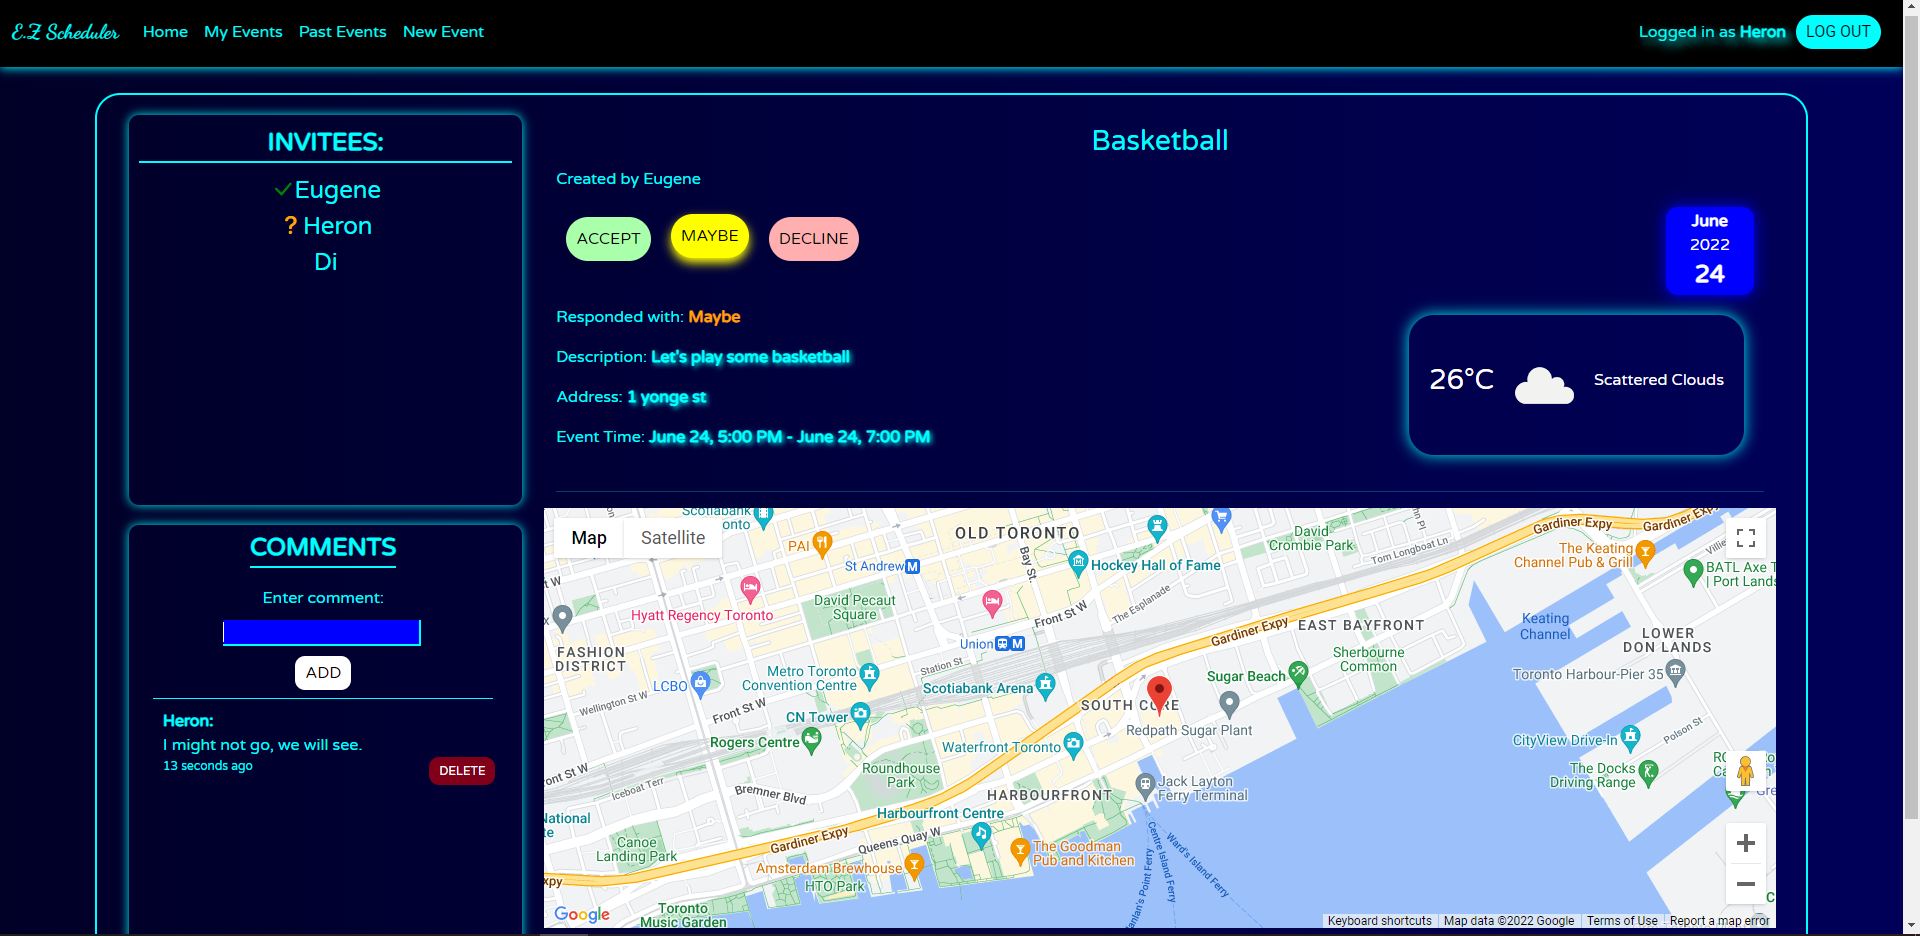 E.Z Scheduler Home My Events Past Events New Event Logged in as Heron LOG OUT
INVITEES:
Eugene
? Heron
Di
COMMENTS
Enter comment:
ADD
Heron:
I might not go, we will see.
13 seconds ago
DELETE
Basketball
Created by Eugene
ACCEPT MAYBE DECLINE
June
2022
24
Responded with: Maybe
Description: Let's play some basketball
Address: 1 yonge st
Event Time: June 24, 5:00 PM - June 24, 7:00 PM
26°C Scattered Clouds
Map Satellite
Scotiabank
onto
PAI
OLD TORONTO
Bay St.
St Andrew M
Hockey Hall of Fame
David
Crombie Park
Tom Longboat Ln
Gardiner Expy
Gardiner Exp
The Keating
Channel Pub & Grill
BATL Axe T
| Port Lands
Hyatt Regency Toronto
David Pecaut
Square
Front St W
The Esplanade
Gardiner Expy
EAST BAYFRONT
Keating
Channel
LOWER
DON LANDS
FASHION
DISTRICT
Union M
Station St
Sherbourne
Common
Metro Toronto
Convention Centre
LCBO
Scotiabank Arena
Sugar Beach
Toronto Harbour-Pier 35
Wellington St W
Front St W
CN Tower
SOUTH CORE
Redpath Sugar Plant
Rogers Centre
Waterfront Toronto
CityView Drive-In
Polson St
Front St W
Iceboat Terr
Roundhouse
Park
The Docks
Driving Range
Bremner Blvd
HARBOURFRONT
Jack Layton
Ferry Terminal
National
te
Harbourfront Centre
Canoe
Landing Park
Gardiner Expy
Queens Quay W
The Goodman
Pub and Kitchen
Centre Island Ferry
Ward's Island Ferry
xpy
Amsterdam Brewhouse
HTO Park
Toronto
Music Garden
Google
Keyboard shortcuts Map data ©2022 Google Terms of Use Report a map error